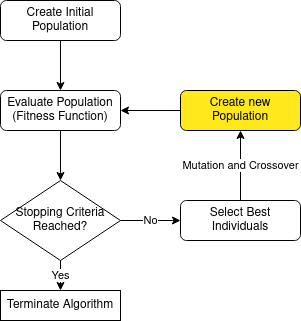 Create Initial
Population
Evaluate Population
(Fitness Function)
Create new
Population
Mutation and Crossover
Stopping Criteria
Reached?
No
Select Best
Individuals
Yes
Terminate Algorithm